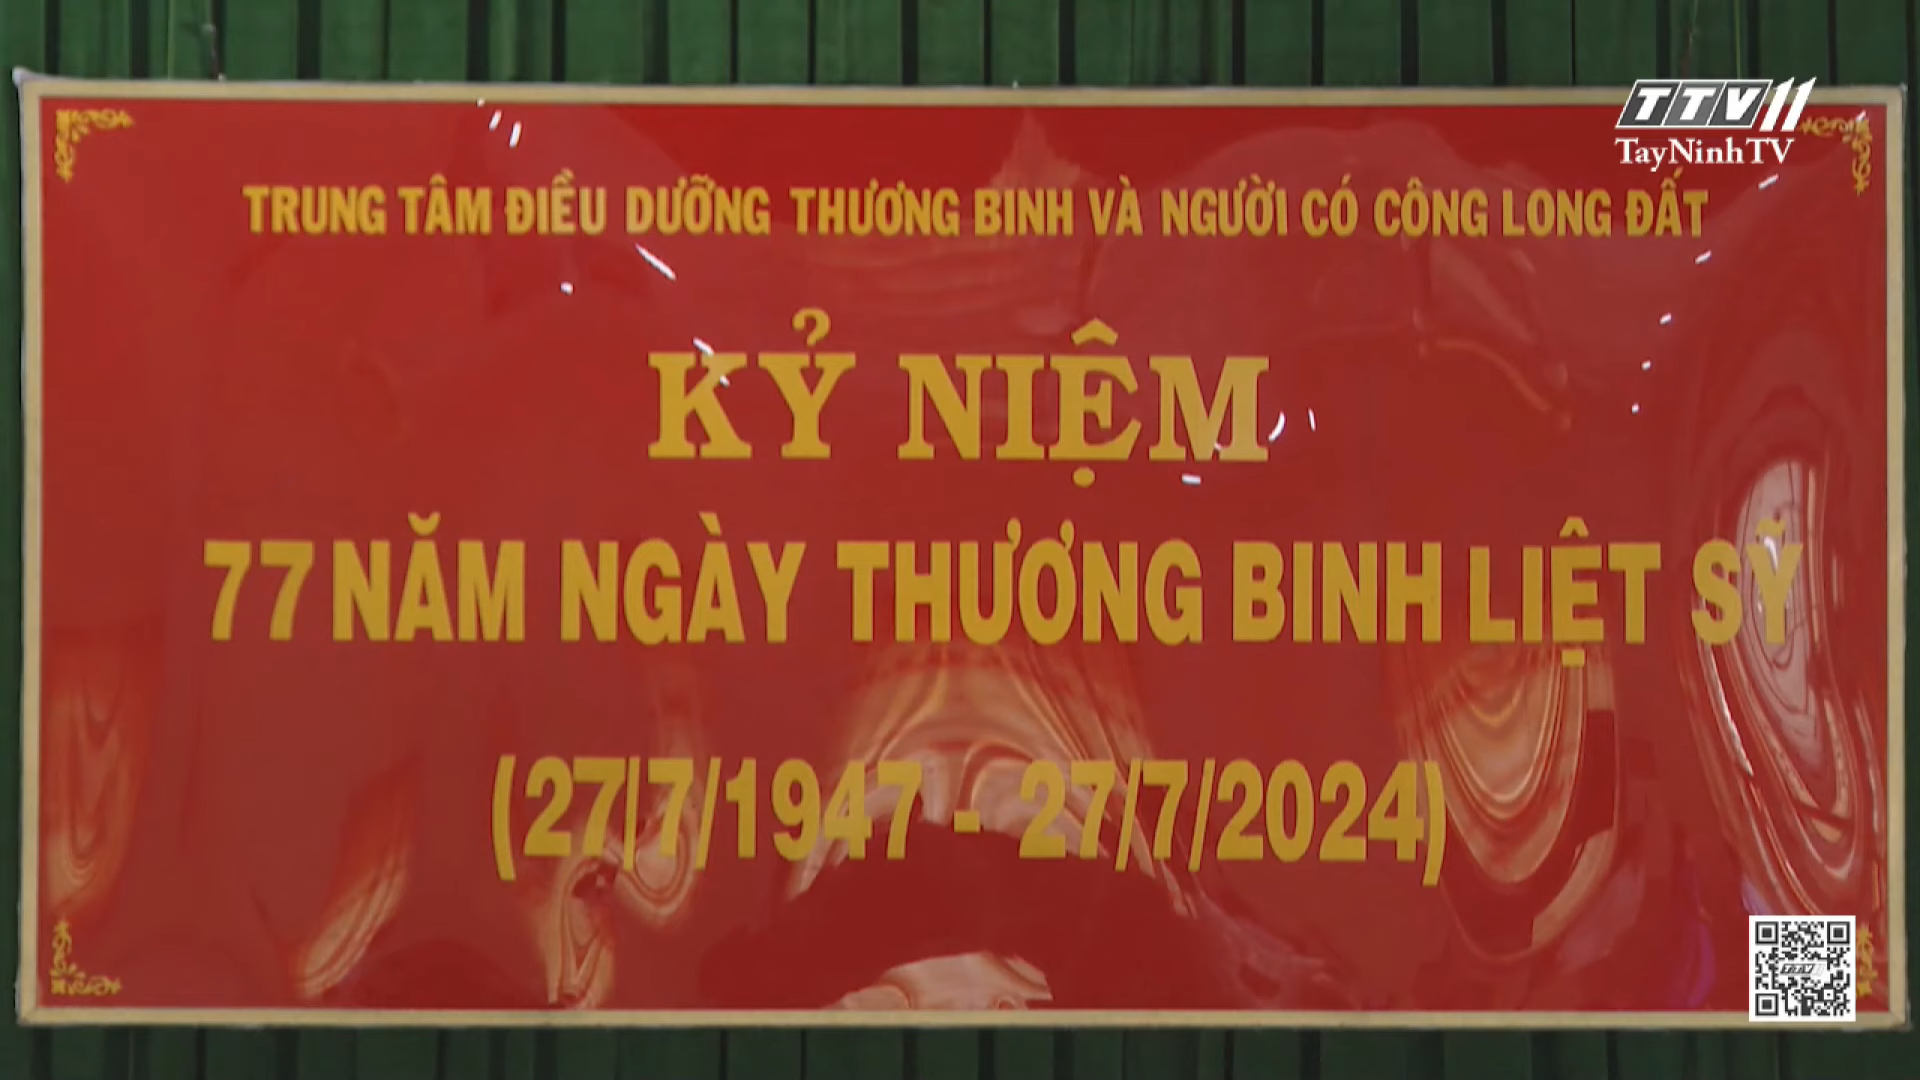 TTV11
TayNinhTV
TRUNG TÂM ĐIỀU DƯỠNG THƯƠNG BINH VÀ NGƯỜI CÓ CÔNG LONG ĐẤT
KỶ NIỆM
77 NĂM NGÀY THƯƠNG BINH LIỆT SỸ
(27/7/1947 - 27/7/2024)
TTV11